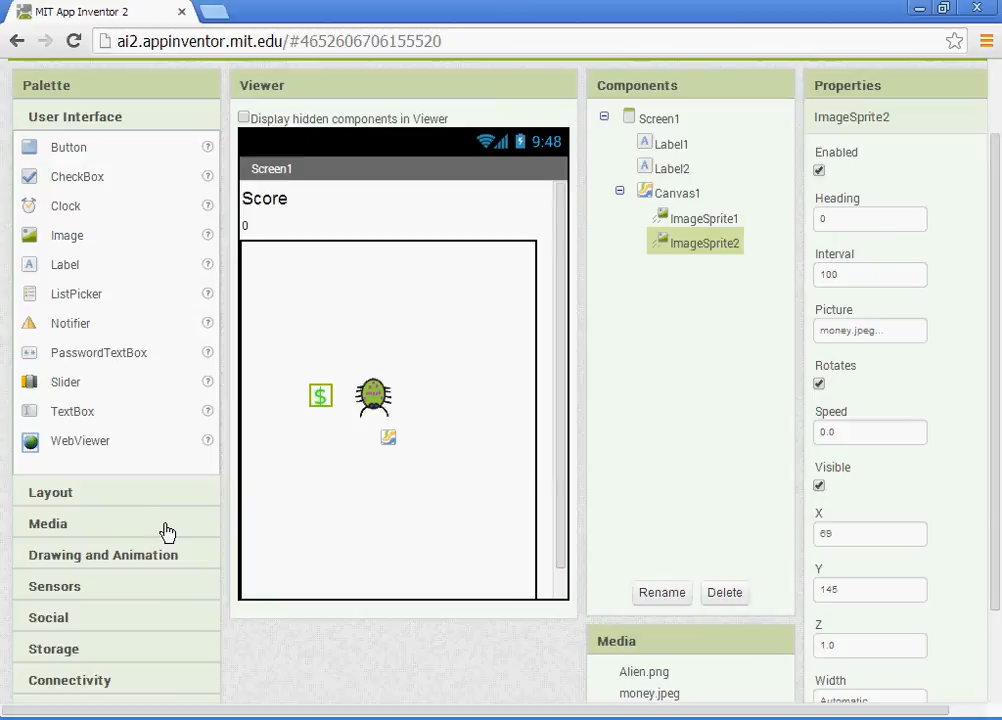 MIT App Inventor 2
ai2.appinventor.mit.edu/#4652606706155520
Palette
User Interface
Button ?
CheckBox ?
Clock ?
Image ?
Label ?
ListPicker ?
Notifier ?
PasswordTextBox ?
Slider ?
TextBox ?
WebViewer ?
Layout
Media
Drawing and Animation
Sensors
Social
Storage
Connectivity
Viewer
Display hidden components in Viewer
9:48
Screen1
Score
0
$
Components
Screen1
A Label1
A Label2
Canvas1
ImageSprite1
ImageSprite2
Rename Delete
Media
Alien.png
money.jpeg
Properties
ImageSprite2
Enabled
Heading
0
Interval
100
Picture
money.jpeg...
Rotates
Speed
0.0
Visible
X
69
Y
145
Z
1.0
Width
Automatic...